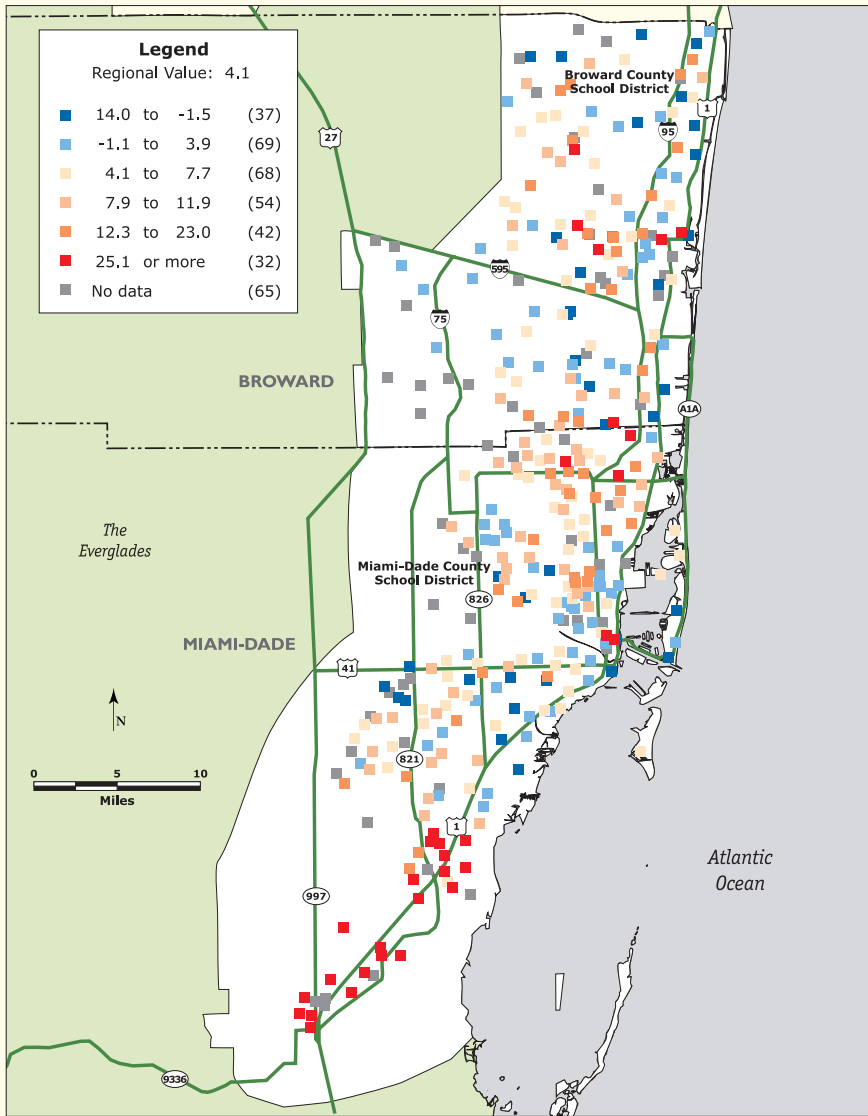 Legend
Regional Value: 4.1
14.0 to -1.5 (37)
-1.1 to 3.9 (69)
4.1 to 7.7 (68)
7.9 to 11.9 (54)
12.3 to 23.0 (42)
25.1 or more (32)
No data (65)
Broward County
School District
1
95
27
595
75
BROWARD
A1A
The
Everglades
Miami-Dade County
School District
826
MIAMI-DADE
41
N
821
0 5 10
Miles
1
Atlantic
Ocean
997
9336